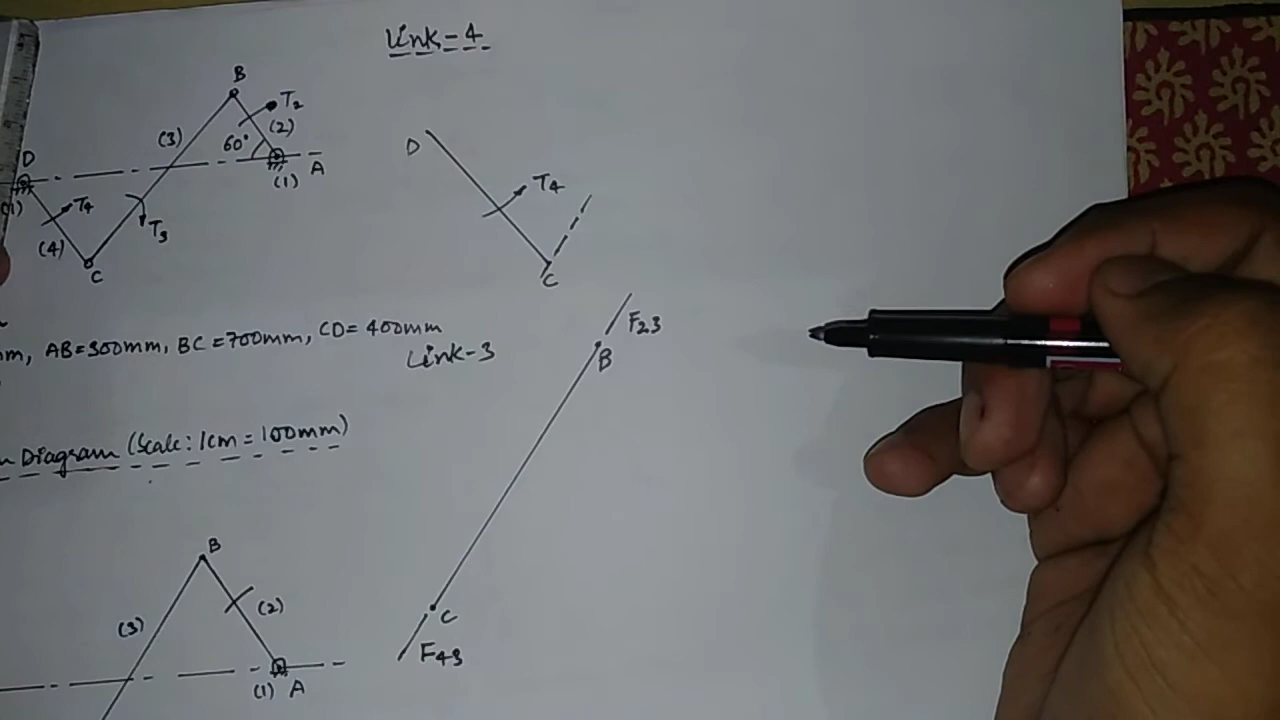 Link=4
B
T2
(3)
(2)
60°
D
A
(1)
T4
(4)
T3
C
D
T4
C
mm, AB=300mm, BC=700mm, CD=400mm
Link-3
F23
B
Diagram (Scale: 1cm=100mm)
B
(3)
(2)
C
F43
(1) A